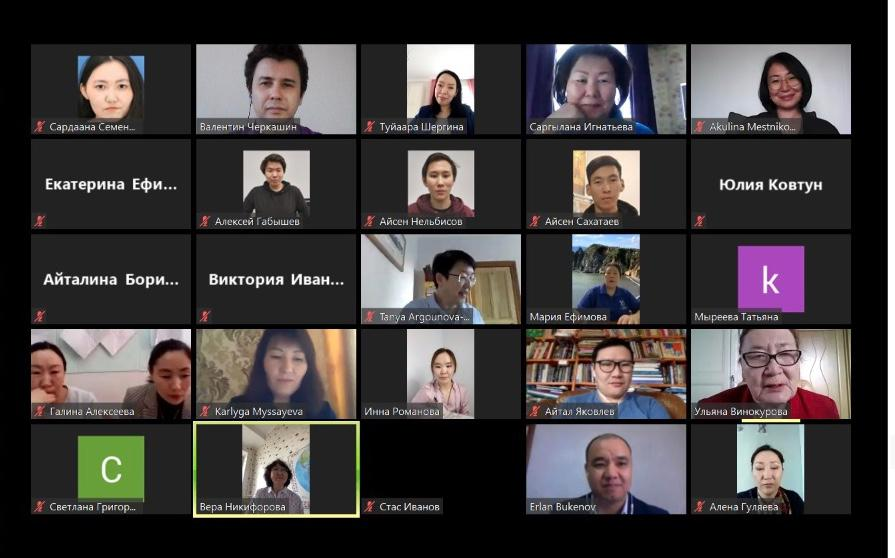 Сардаана Семен...
Валентин Черкашин
Туйаара Шергина
Саргылана Игнатьева
Akulina Mestniko...
Екатерина Ефи...
Алексей Габышев
Айсен Нельбисов
Айсен Сахатаев
Юлия Ковтун
Айталина Бори...
Виктория Иван...
Tanya Argounova-...
Мария Ефимова
k
Мыреева Татьяна
Галина Алексеева
Karlyga Myssayeva
Инна Романова
Айтал Яковлев
Ульяна Винокурова
С
Светлана Григор...
Вера Никифорова
Стас Иванов
Erlan Bukenov
Алена Гуляева